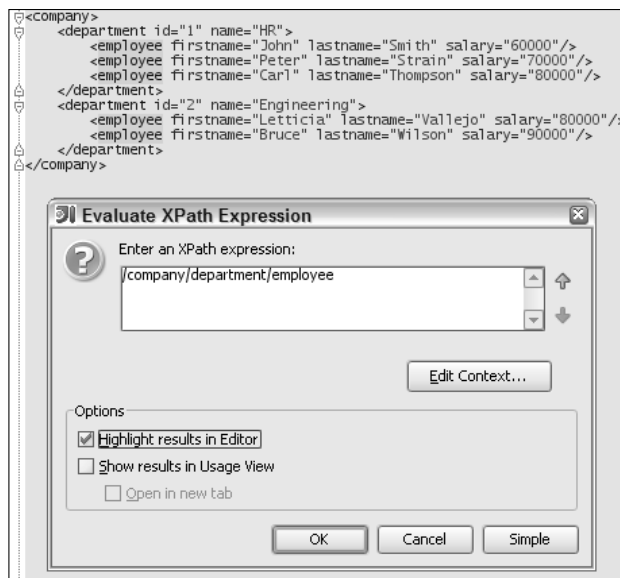 <company>
<department id="1" name="HR">
<employee firstname="John" lastname="Smith" salary="60000"/>
<employee firstname="Peter" lastname="Strain" salary="70000"/>
<employee firstname="Carl" lastname="Thompson" salary="80000"/>
</department>
<department id="2" name="Engineering">
<employee firstname="Letticia" lastname="Vallejo" salary="80000"/
<employee firstname="Bruce" lastname="Wilson" salary="90000"/>
</department>
</company>
Evaluate XPath Expression
Enter an XPath expression:
/company/department/employee
Edit Context...
Options
Highlight results in Editor
Show results in Usage View
Open in new tab
OK Cancel Simple